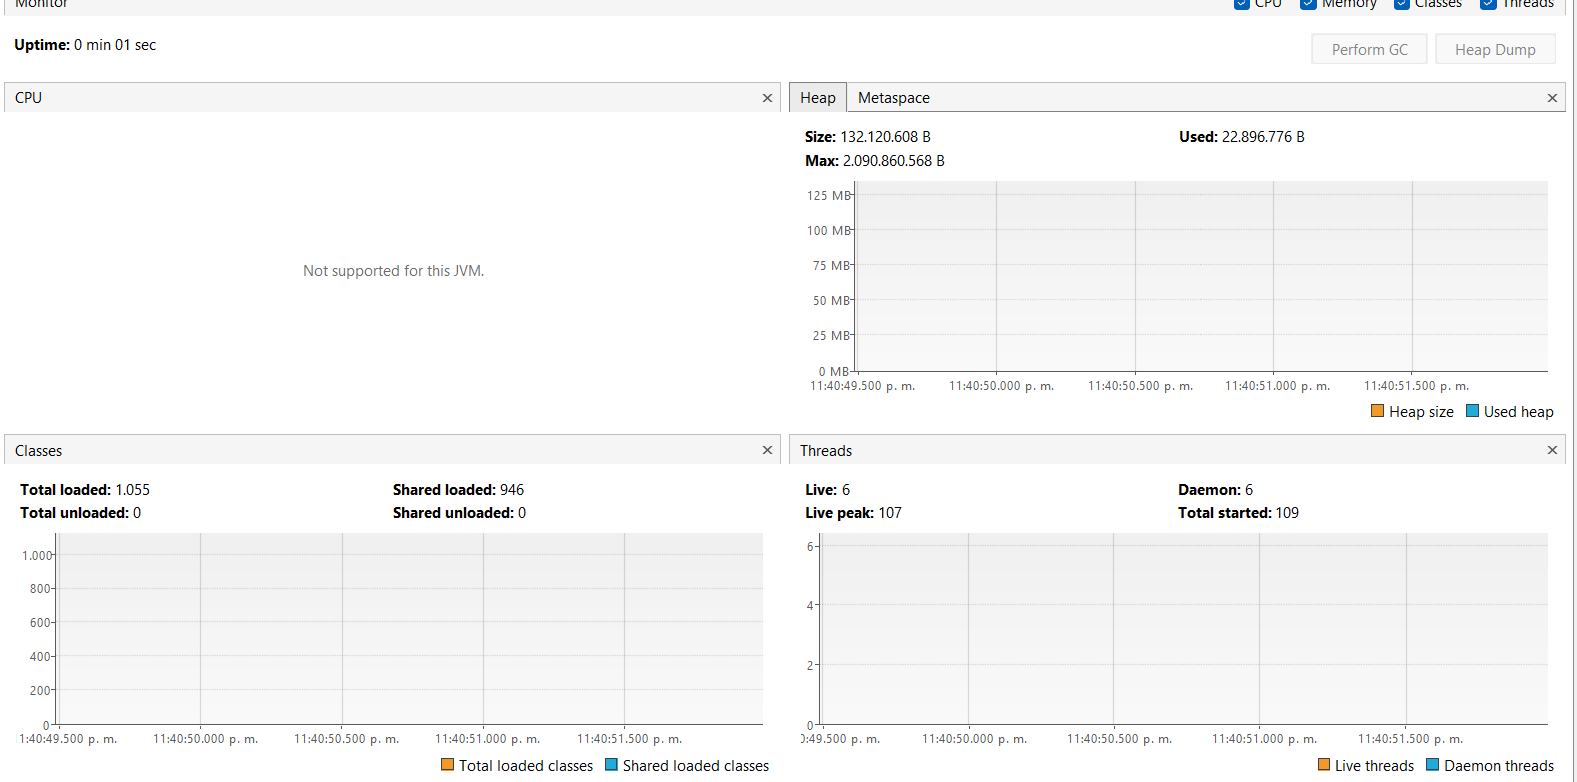 Monitor
CPU Memory Classes Threads
Uptime: 0 min 01 sec
Perform GC Heap Dump
CPU
Not supported for this JVM.
Heap Metaspace
Size: 132.120.608 B Used: 22.896.776 B
Max: 2.090.860.568 B
125 MB
100 MB
75 MB
50 MB
25 MB
0 MB
11:40:49.500 p. m. 11:40:50.000 p. m. 11:40:50.500 p. m. 11:40:51.000 p. m. 11:40:51.500 p. m.
Heap size Used heap
Classes
Total loaded: 1.055 Shared loaded: 946
Total unloaded: 0 Shared unloaded: 0
1.000
800
600
400
200
0
1:40:49.500 p. m. 11:40:50.000 p. m. 11:40:50.500 p. m. 11:40:51.000 p. m. 11:40:51.500 p. m.
Total loaded classes Shared loaded classes
Threads
Live: 6 Daemon: 6
Live peak: 107 Total started: 109
6
4
2
0
0:49.500 p. m. 11:40:50.000 p. m. 11:40:50.500 p. m. 11:40:51.000 p. m. 11:40:51.500 p. m.
Live threads Daemon threads